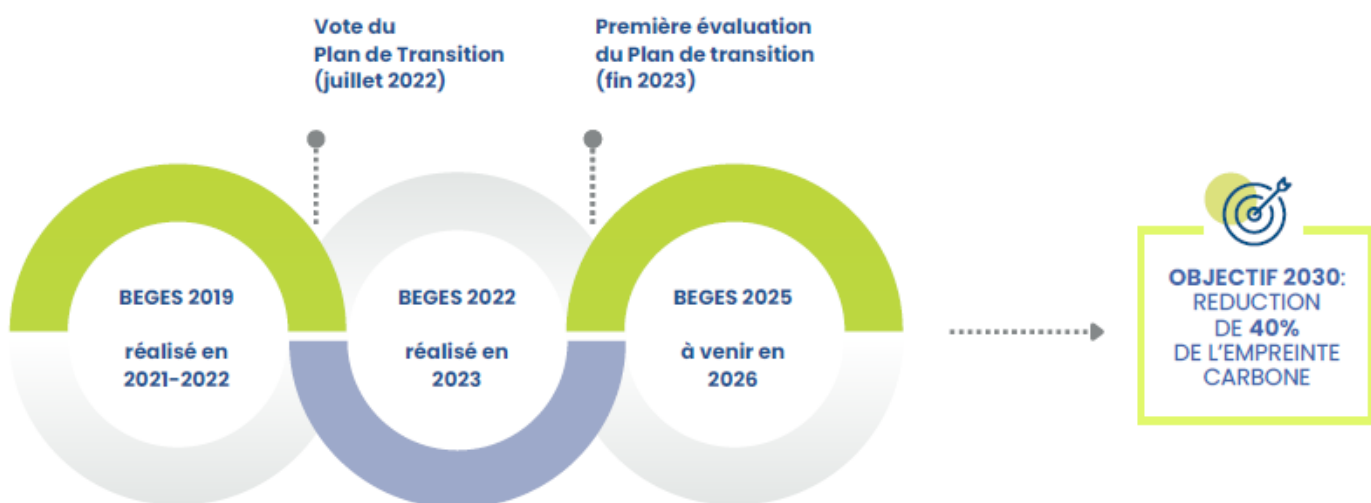 Vote du
Plan de Transition
(juillet 2022)
Première évaluation
du Plan de transition
(fin 2023)
BEGES 2019
réalisé en
2021-2022
BEGES 2022
réalisé en
2023
BEGES 2025
à venir en
2026
OBJECTIF 2030:
REDUCTION
DE 40%
DE L'EMPREINTE
CARBONE